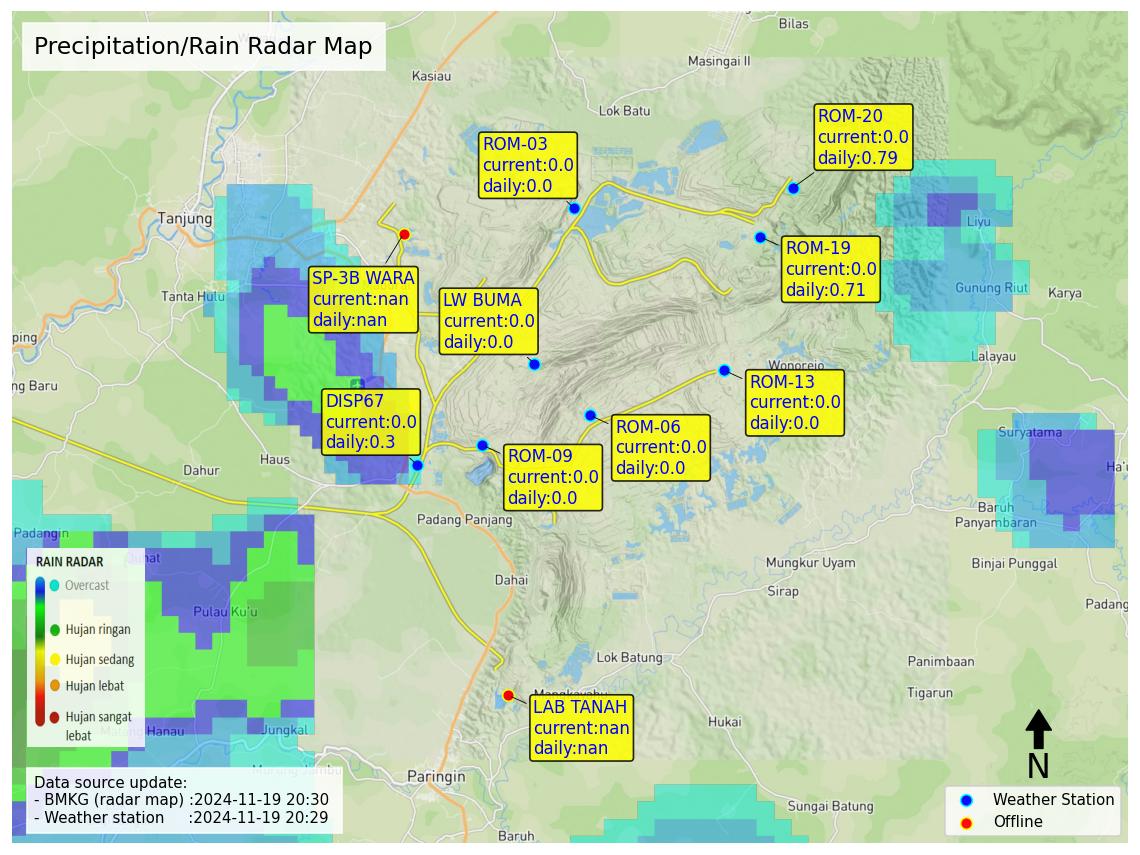 Precipitation/Rain Radar Map
Bilas
Masingai II
Kasiau
Lok Batu
ROM-20
current:0.0
daily:0.79
ROM-03
current:0.0
daily:0.0
Tanjung
Liyu
ROM-19
current:0.0
daily:0.71
SP-3B WARA
current:nan
daily:nan
Tanta Hulu
LW BUMA
current:0.0
daily:0.0
Gunung Riut
Karya
ping
Lalayau
Wonorejo
ng Baru
ROM-13
current:0.0
daily:0.0
DISP67
current:0.0
daily:0.3
ROM-06
current:0.0
daily:0.0
Suryatama
Haus
Dahur
ROM-09
current:0.0
daily:0.0
Ha'u
Baruh
Panyambaran
Padang Panjang
Padangin
Binjai Punggal
Mungkur Uyam
Dahai
Sirap
Padang
Pulau Ku'u
RAIN RADAR
Overcast
Hujan ringan
Hujan sedang
Hujan lebat
Hujan sangat
lebat
Lok Batung
Panimbaan
Tigarun
Mangkayahu
LAB TANAH
current:nan
daily:nan
Hukai
Hanau
Jungkal
Murung Jambu
Paringin
Data source update:
- BMKG (radar map) :2024-11-19 20:30
- Weather station :2024-11-19 20:29
N
Sungai Batung
Baruh
Weather Station
Offline